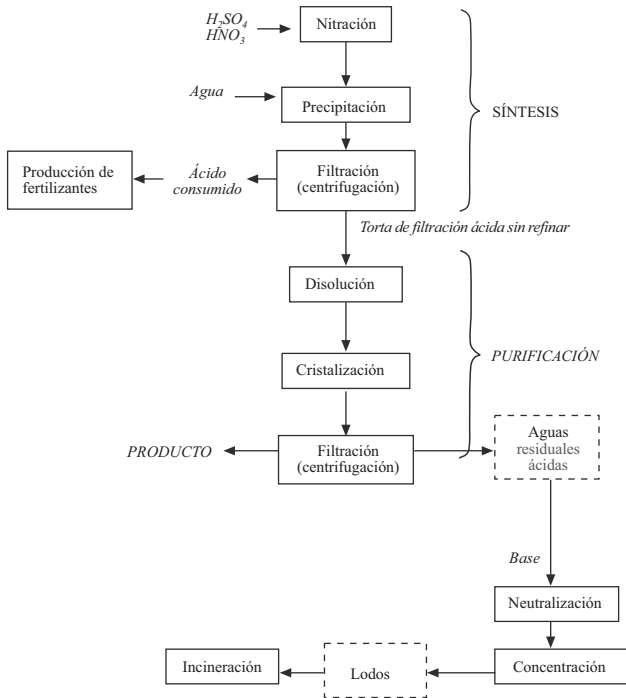 H₂SO₄
HNO₃
Nitración
Agua
Precipitación
SÍNTESIS
Producción de
fertilizantes
Ácido
consumido
Filtración
(centrifugación)
Torta de filtración ácida sin refinar
Disolución
Cristalización
PURIFICACIÓN
PRODUCTO
Filtración
(centrifugación)
Aguas
residuales
ácidas
Base
Neutralización
Incineración
Lodos
Concentración